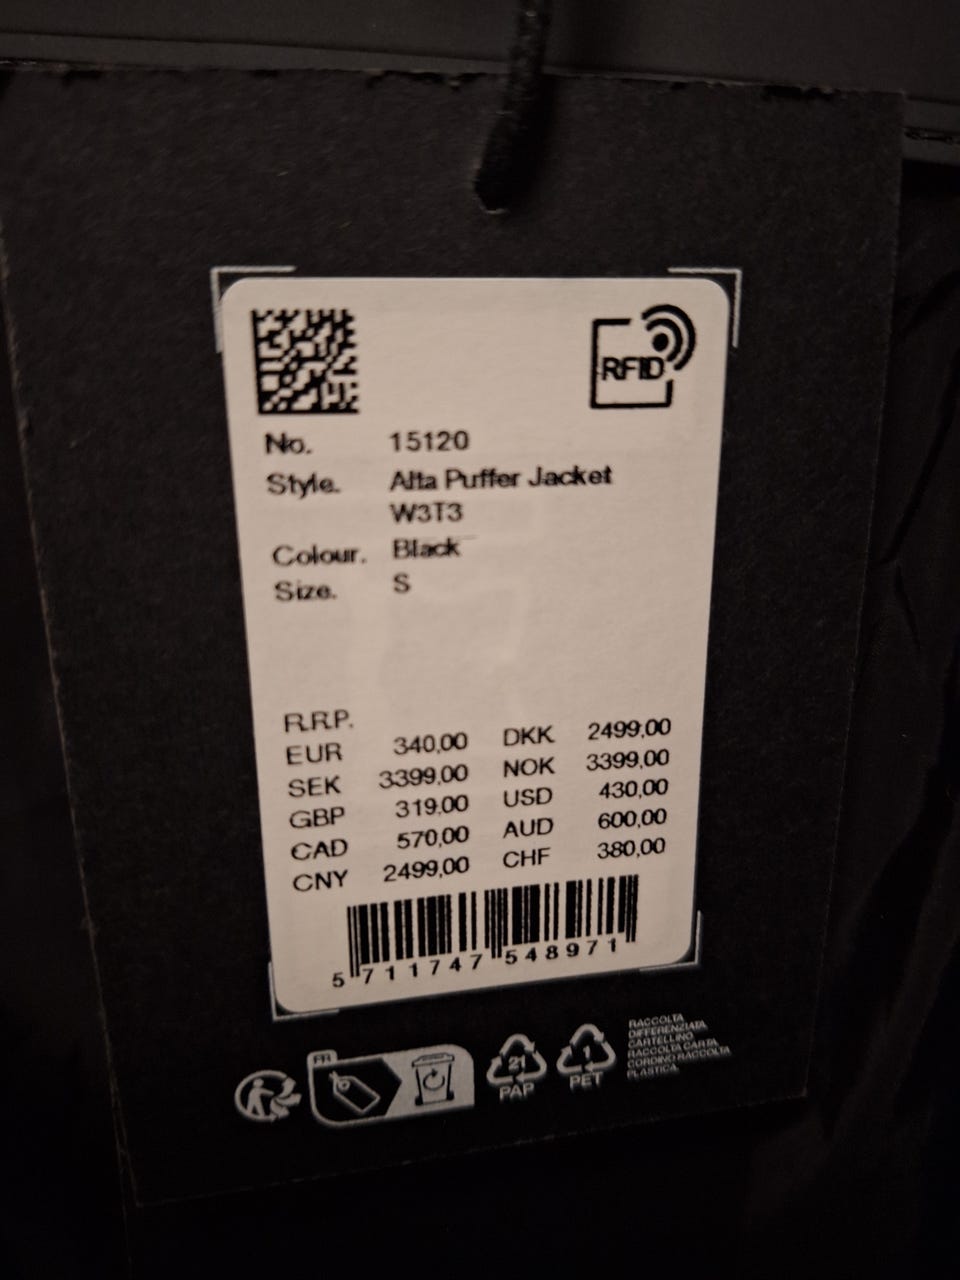 RFID
No. 15120
Style. Alta Puffer Jacket
W3T3
Colour. Black
Size. S
R.R.P.
EUR 340,00 DKK 2499,00
SEK 3399,00 NOK 3399,00
GBP 319,00 USD 430,00
CAD 570,00 AUD 600,00
CNY 2499,00 CHF 380,00
5 711747 548971
FR
21
PAP
1
PET
RACCOLTA
DIFFERENZIATA
CARTELLINO
RACCOLTA CARTA
CORDINO RACCOLTA
PLASTICA.